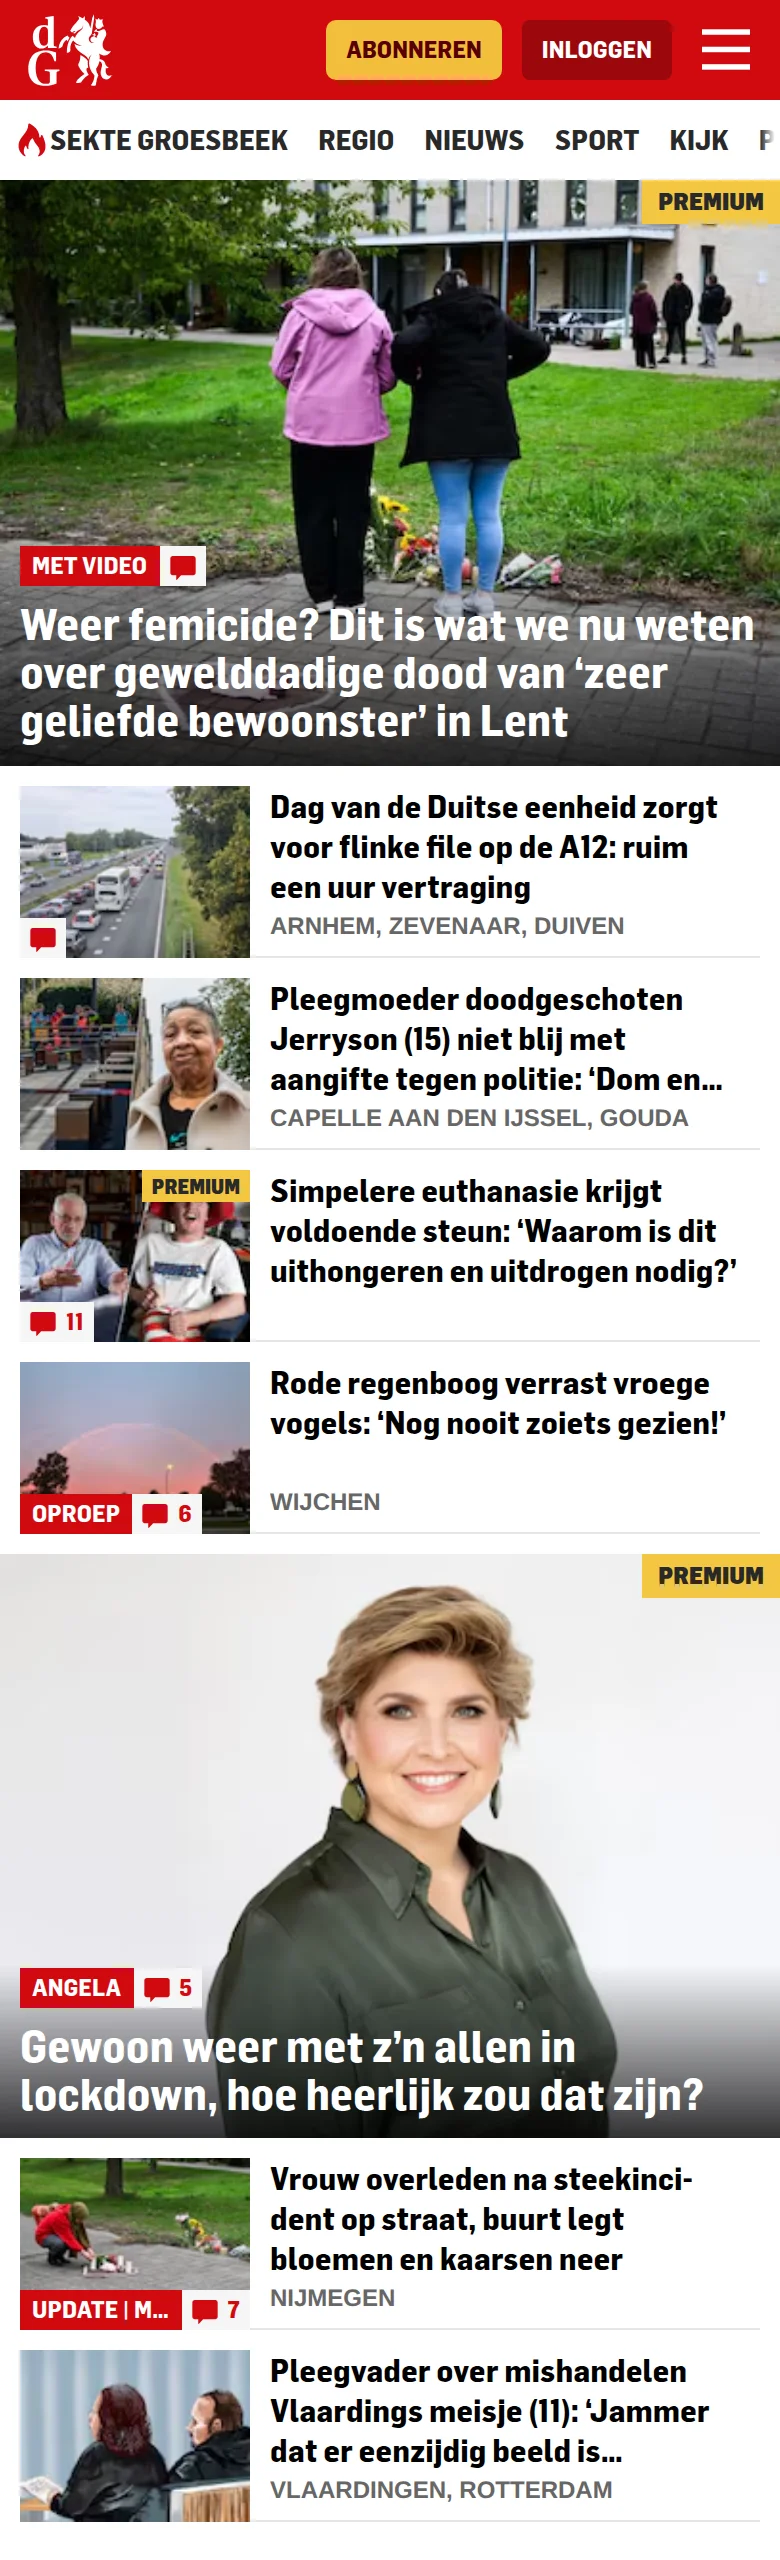 dG
ABONNEREN
INLOGGEN
SEKTE GROESBEEK REGIO NIEUWS SPORT KIJK P
PREMIUM
MET VIDEO
Weer femicide? Dit is wat we nu weten
over gewelddadige dood van ‘zeer
geliefde bewoonster’ in Lent
Dag van de Duitse eenheid zorgt
voor flinke file op de A12: ruim
een uur vertraging
ARNHEM, ZEVENAAR, DUIVEN
Pleegmoeder doodgeschoten
Jerryson (15) niet blij met
aangifte tegen politie: ‘Dom en...
CAPELLE AAN DEN IJSSEL, GOUDA
PREMIUM
11
Simpelere euthanasie krijgt
voldoende steun: ‘Waarom is dit
uithongeren en uitdrogen nodig?’
Rode regenboog verrast vroege
vogels: ‘Nog nooit zoiets gezien!’
OPROEP 6
WIJCHEN
PREMIUM
ANGELA 5
Gewoon weer met z’n allen in
lockdown, hoe heerlijk zou dat zijn?
Vrouw overleden na steekinci-
dent op straat, buurt legt
bloemen en kaarsen neer
UPDATE | M... 7
NIJMEGEN
Pleegvader over mishandelen
Vlaardings meisje (11): ‘Jammer
dat er eenzijdig beeld is...
VLAARDINGEN, ROTTERDAM